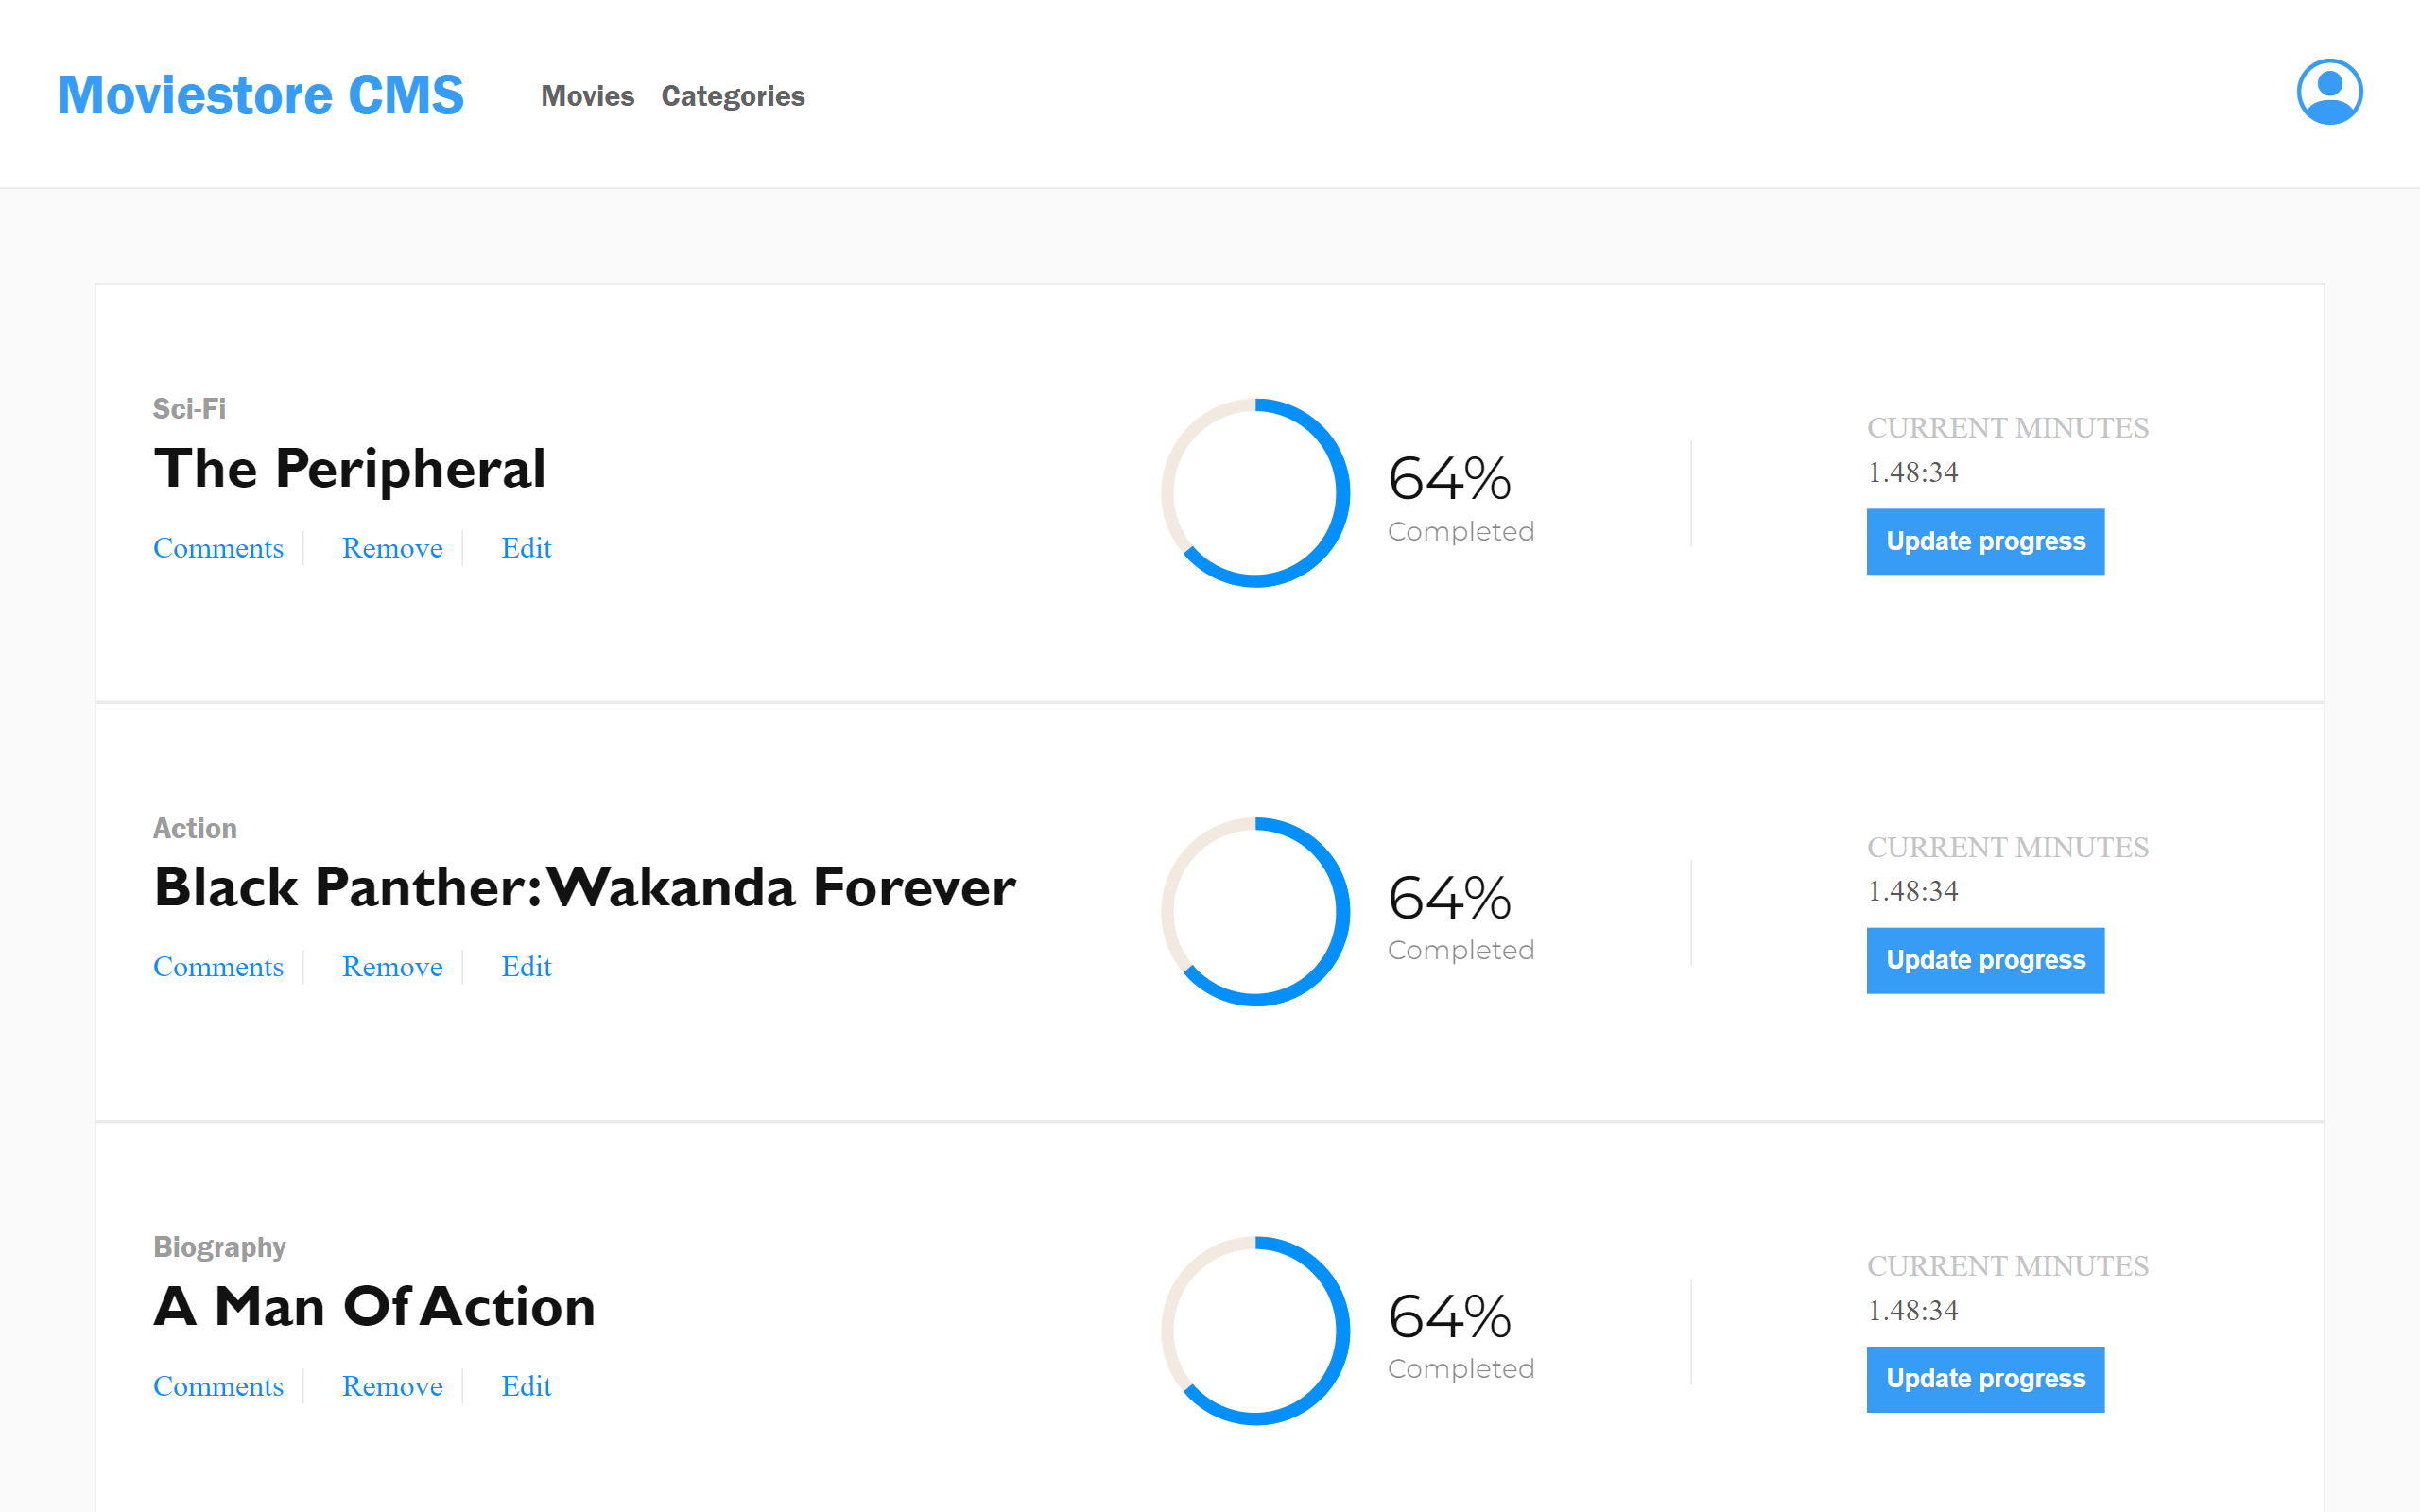 Moviestore CMS
Movies
Categories
Sci-Fi
The Peripheral
Comments
Remove
Edit
64%
Completed
CURRENT MINUTES
1.48:34
Update progress
Action
Black Panther:Wakanda Forever
Comments
Remove
Edit
64%
Completed
CURRENT MINUTES
1.48:34
Update progress
Biography
A Man Of Action
Comments
Remove
Edit
64%
Completed
CURRENT MINUTES
1.48:34
Update progress